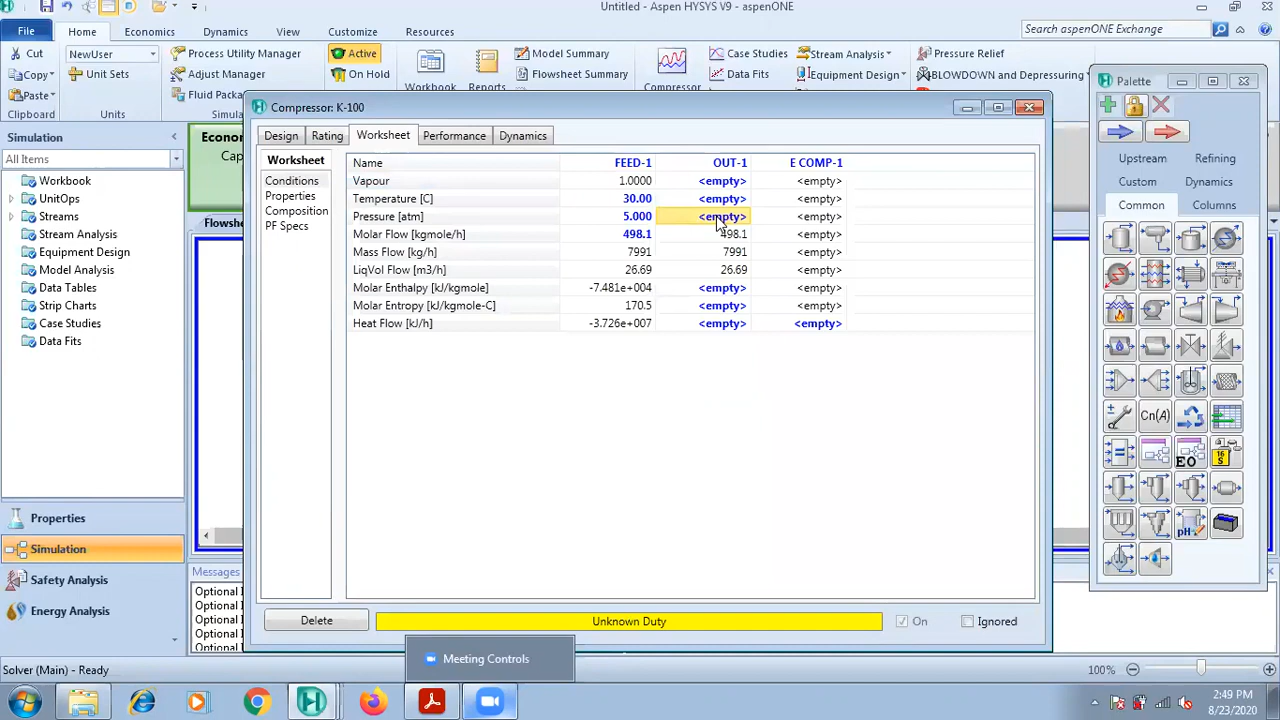 Untitled - Aspen HYSYS V9 - aspenONE
File Home Economics Dynamics View Customize Resources
Search aspenONE Exchange
Cut NewUser Process Utility Manager Active Model Summary Case Studies Stream Analysis Pressure Relief
Copy Unit Sets Adjust Manager On Hold Flowsheet Summary Data Fits Equipment Design BLOWDOWN and Depressuring
Paste Fluid Pack Workbook Reports Compressor
Clipboard Units Simula
Palette
Compressor: K-100
Simulation
All Items
Workbook
UnitOps
Streams
Stream Analysis
Equipment Design
Model Analysis
Data Tables
Strip Charts
Case Studies
Data Fits
Properties
Simulation
Safety Analysis
Energy Analysis
Econo
Cap
Flowshe
Design Rating Worksheet Performance Dynamics
Worksheet
Conditions
Properties
Composition
PF Specs
Name FEED-1 OUT-1 E COMP-1
Vapour 1.0000 <empty> <empty>
Temperature [C] 30.00 <empty> <empty>
Pressure [atm] 5.000 <empty> <empty>
Molar Flow [kgmole/h] 498.1 498.1 <empty>
Mass Flow [kg/h] 7991 7991 <empty>
LiqVol Flow [m3/h] 26.69 26.69 <empty>
Molar Enthalpy [kJ/kgmole] -7.481e+004 <empty> <empty>
Molar Entropy [kJ/kgmole-C] 170.5 <empty> <empty>
Heat Flow [kJ/h] -3.726e+007 <empty> <empty>
Delete Unknown Duty On Ignored
Upstream Refining
Custom Dynamics
Common Columns
Cn(A)
EO
16
S
pH
Messages
Optional I
Optional I
Optional I
Optional I
Optional I
Meeting Controls
Solver (Main) - Ready
100%
2:49 PM
8/23/2020